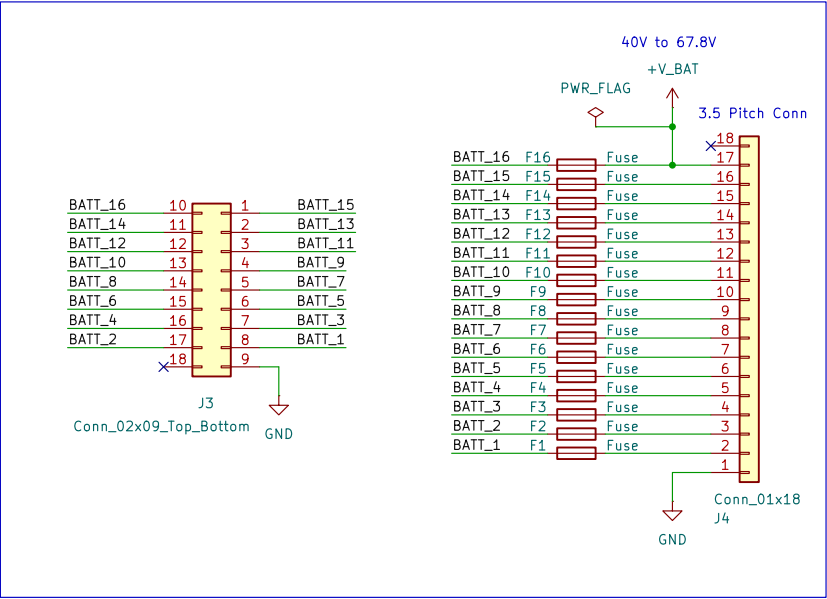 40V to 67.8V
+V_BAT
PWR_FLAG
3.5 Pitch Conn
BATT_16 10 1 BATT_15
BATT_14 11 2 BATT_13
BATT_12 12 3 BATT_11
BATT_10 13 4 BATT_9
BATT_8 14 5 BATT_7
BATT_6 15 6 BATT_5
BATT_4 16 7 BATT_3
BATT_2 17 8 BATT_1
18 9
J3
Conn_02x09_Top_Bottom
GND
18
BATT_16 F16 Fuse 17
BATT_15 F15 Fuse 16
BATT_14 F14 Fuse 15
BATT_13 F13 Fuse 14
BATT_12 F12 Fuse 13
BATT_11 F11 Fuse 12
BATT_10 F10 Fuse 11
BATT_9 F9 Fuse 10
BATT_8 F8 Fuse 9
BATT_7 F7 Fuse 8
BATT_6 F6 Fuse 7
BATT_5 F5 Fuse 6
BATT_4 F4 Fuse 5
BATT_3 F3 Fuse 4
BATT_2 F2 Fuse 3
BATT_1 F1 Fuse 2
1
Conn_01x18
J4
GND